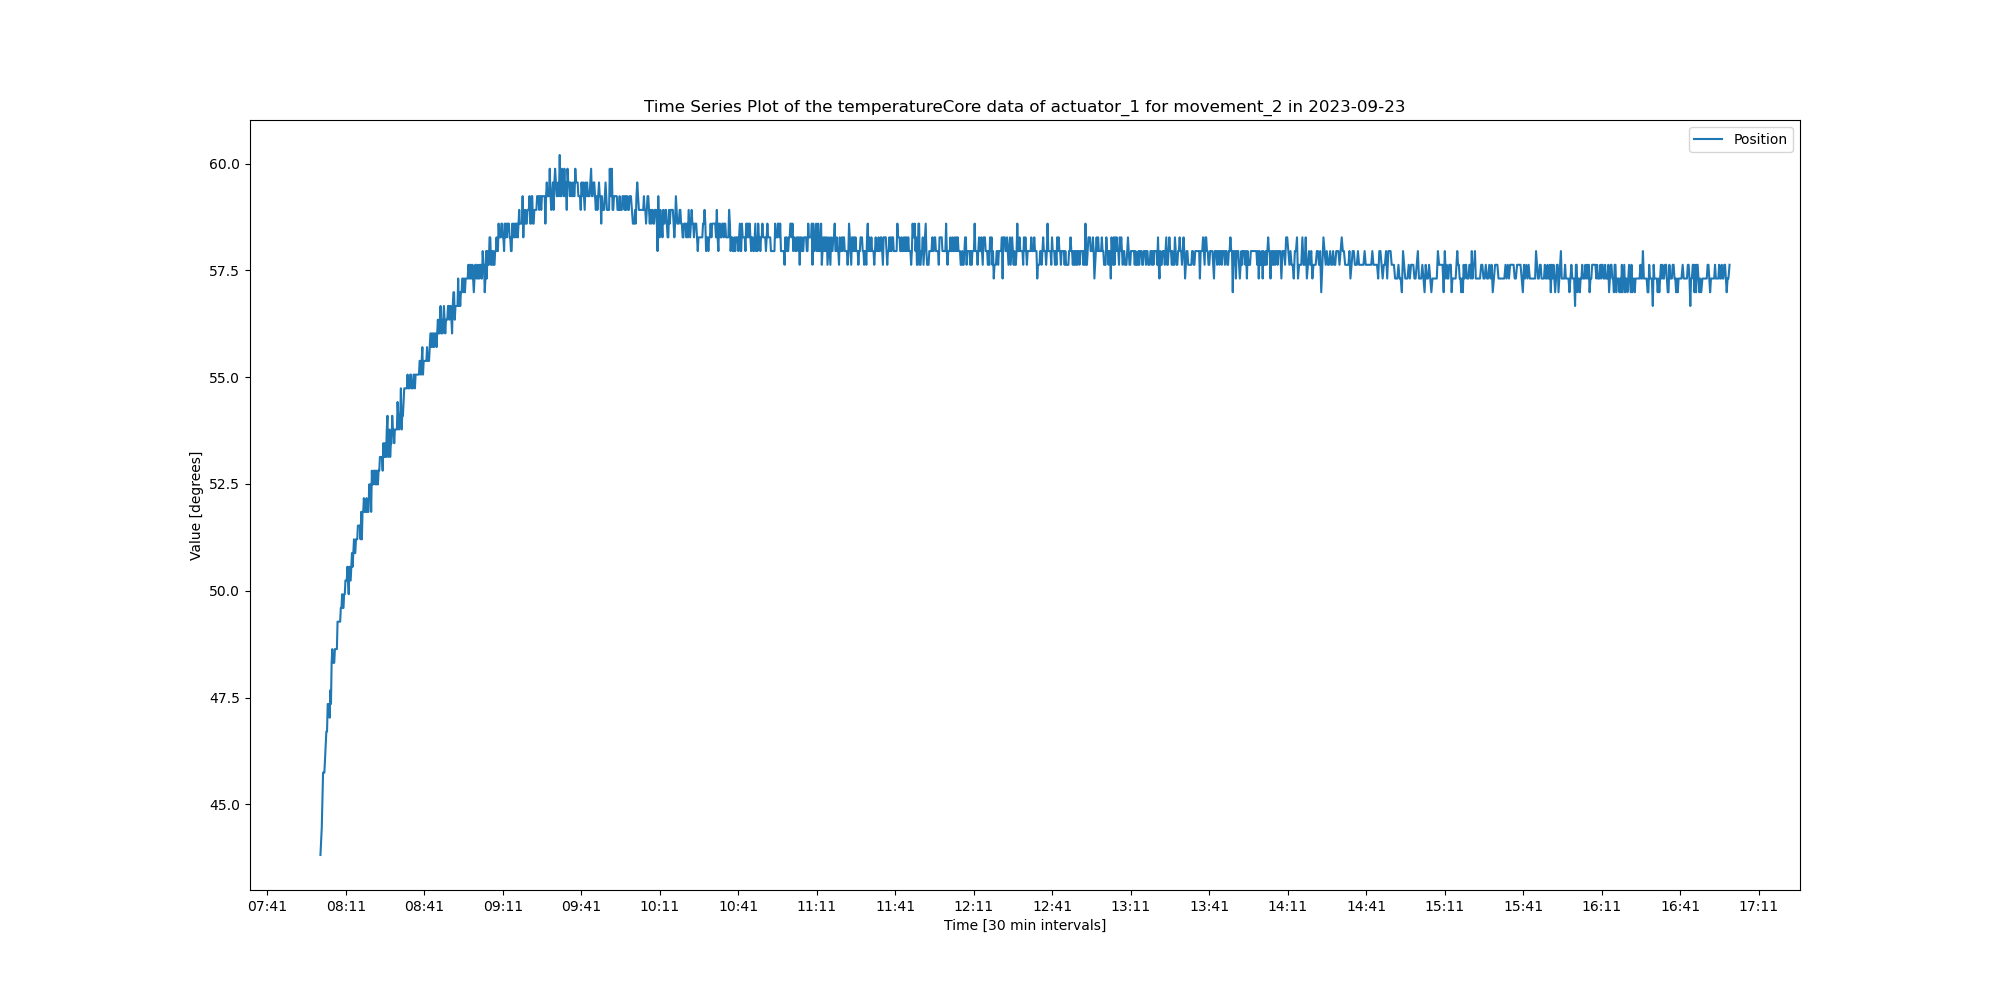 Time Series Plot of the temperatureCore data of actuator_1 for movement_2 in 2023-09-23
Position
60.0
57.5
55.0
52.5
50.0
47.5
45.0
Value [degrees]
07:41 08:11 08:41 09:11 09:41 10:11 10:41 11:11 11:41 12:11 12:41 13:11 13:41 14:11 14:41 15:11 15:41 16:11 16:41 17:11
Time [30 min intervals]